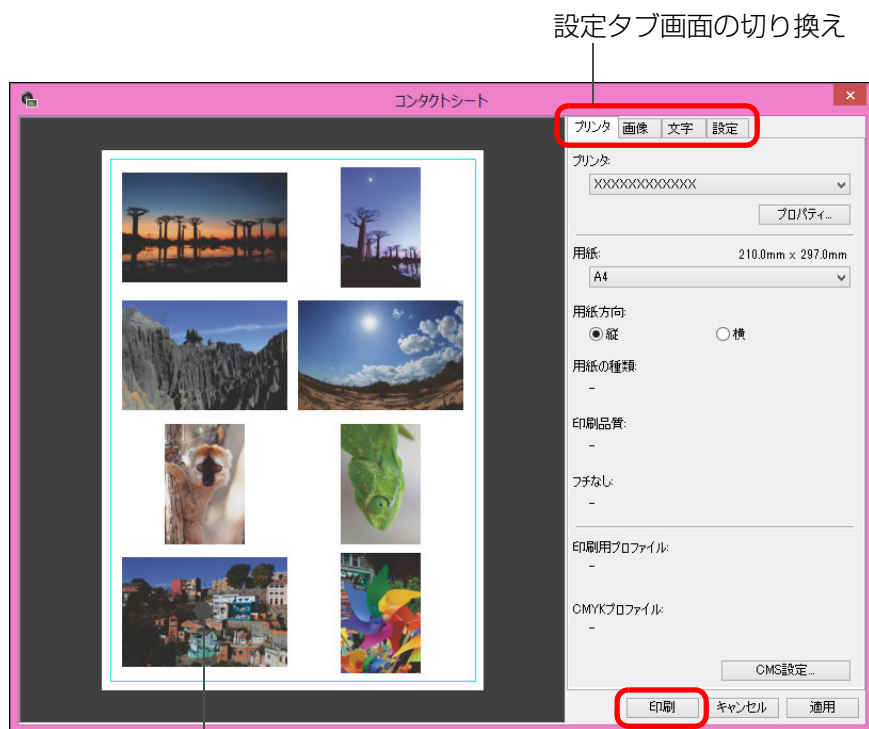 設定タブ画面の切り換え
コンタクトシート
プリンタ 画像 文字 設定
プリンタ:
XXXXXXXXXXXXX
プロパティ...
用紙: 210.0mm × 297.0mm
A4
用紙方向:
縦 横
用紙の種類:
-
印刷品質:
-
フチなし:
-
印刷用プロファイル:
-
CMYKプロファイル:
-
CMS設定...
印刷 キャンセル 適用